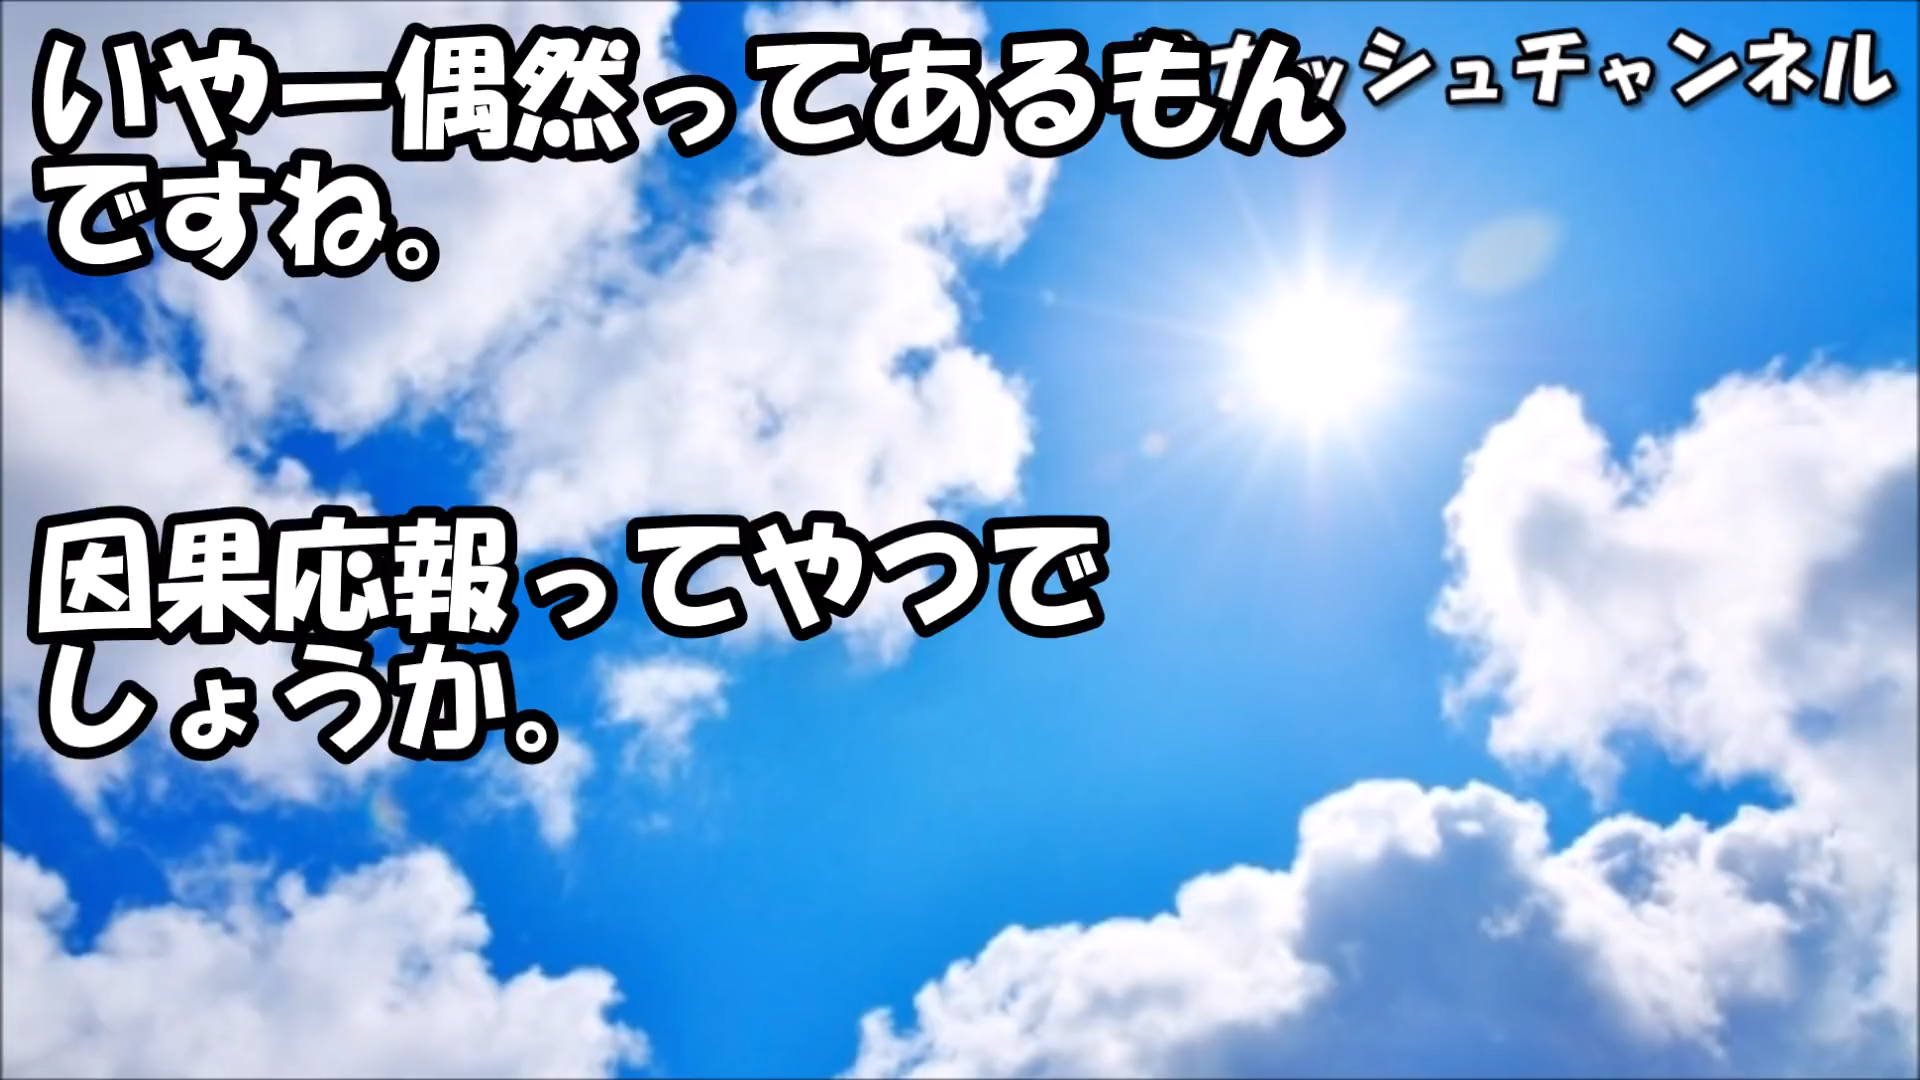 いやー偶然ってあるもん
ですね。
ッシュチャンネル
因果応報ってやつで
しょうか。